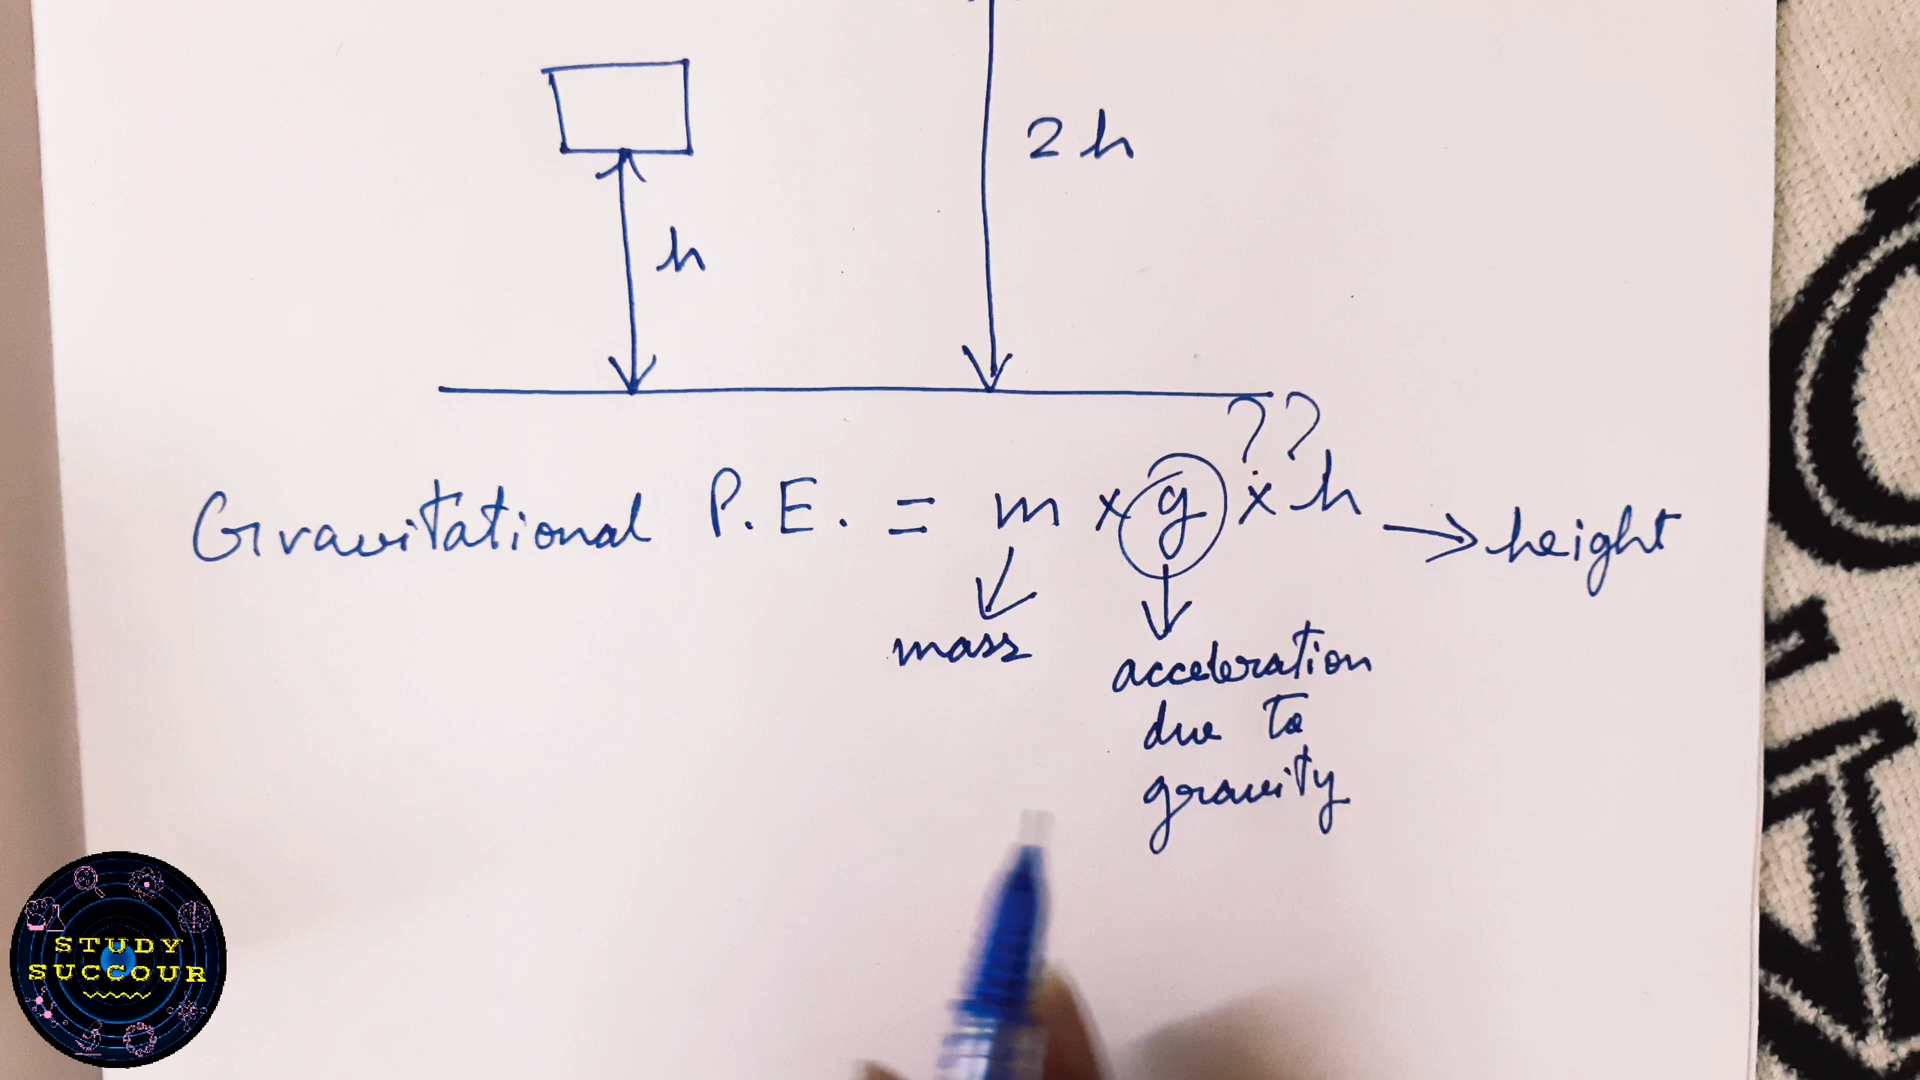 2h
h
??
Gravitational P.E. = m × g × h → height
mass
acceleration
due to
gravity
STUDY
SUCCOUR